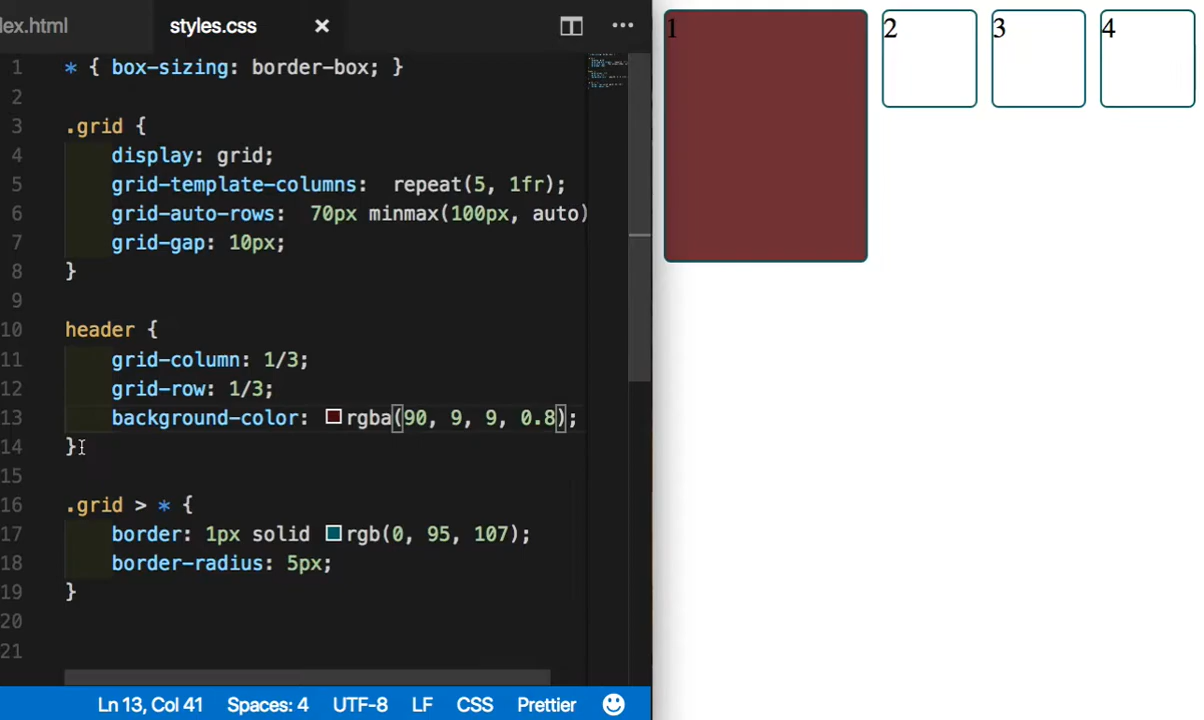 ex.html styles.css
1 * { box-sizing: border-box; }
2
3 .grid {
4 display: grid;
5 grid-template-columns: repeat(5, 1fr);
6 grid-auto-rows: 70px minmax(100px, auto)
7 grid-gap: 10px;
8 }
9
10 header {
11 grid-column: 1/3;
12 grid-row: 1/3;
13 background-color: rgba(90, 9, 9, 0.8);
14 }
15
16 .grid > * {
17 border: 1px solid rgb(0, 95, 107);
18 border-radius: 5px;
19 }
20
21
Ln 13, Col 41 Spaces: 4 UTF-8 LF CSS Prettier
1 2 3 4